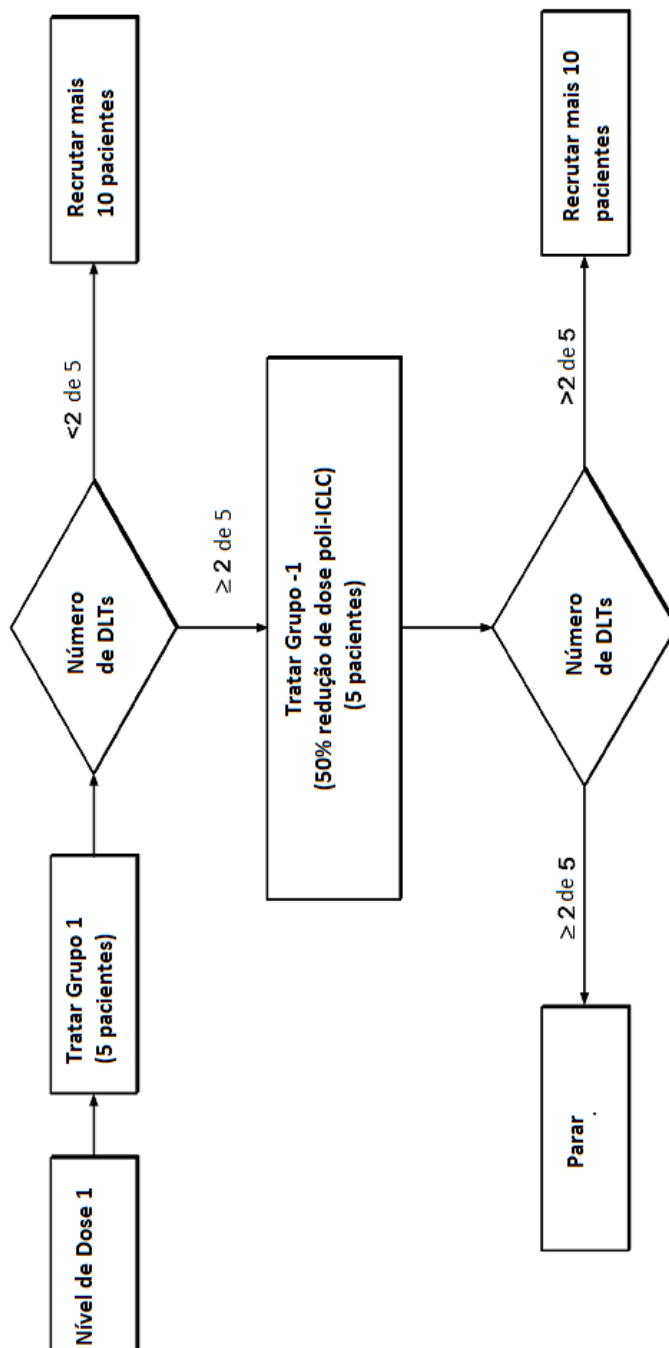 Nível de Dose 1
Tratar Grupo 1
(5 pacientes)
Número
de DLTs
<2 de 5
Recrutar mais
10 pacientes
≥ 2 de 5
Tratar Grupo -1
(50% redução de dose poli-ICLC)
(5 pacientes)
Número
de DLTs
≥ 2 de 5
Parar
>2 de 5
Recrutar mais 10
pacientes